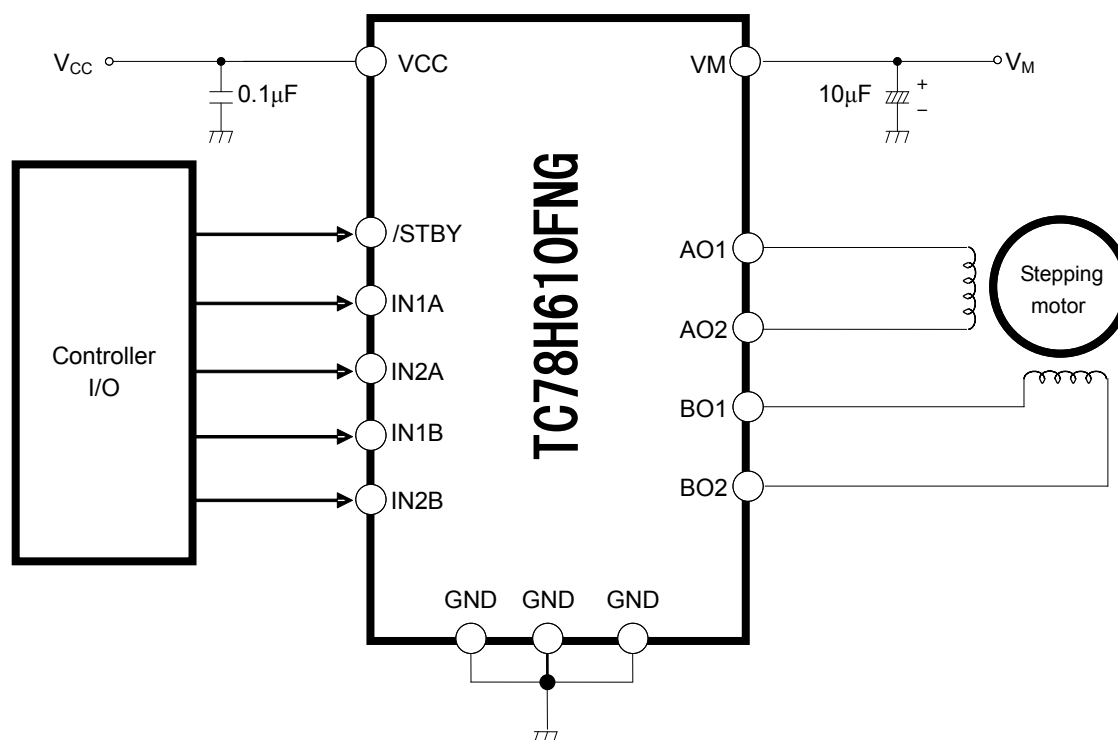 VCC
0.1μF
VCC
VM
10μF
+
−
VM
TC78H610FNG
Controller
I/O
/STBY
IN1A
IN2A
IN1B
IN2B
AO1
AO2
BO1
BO2
Stepping
motor
GND GND GND